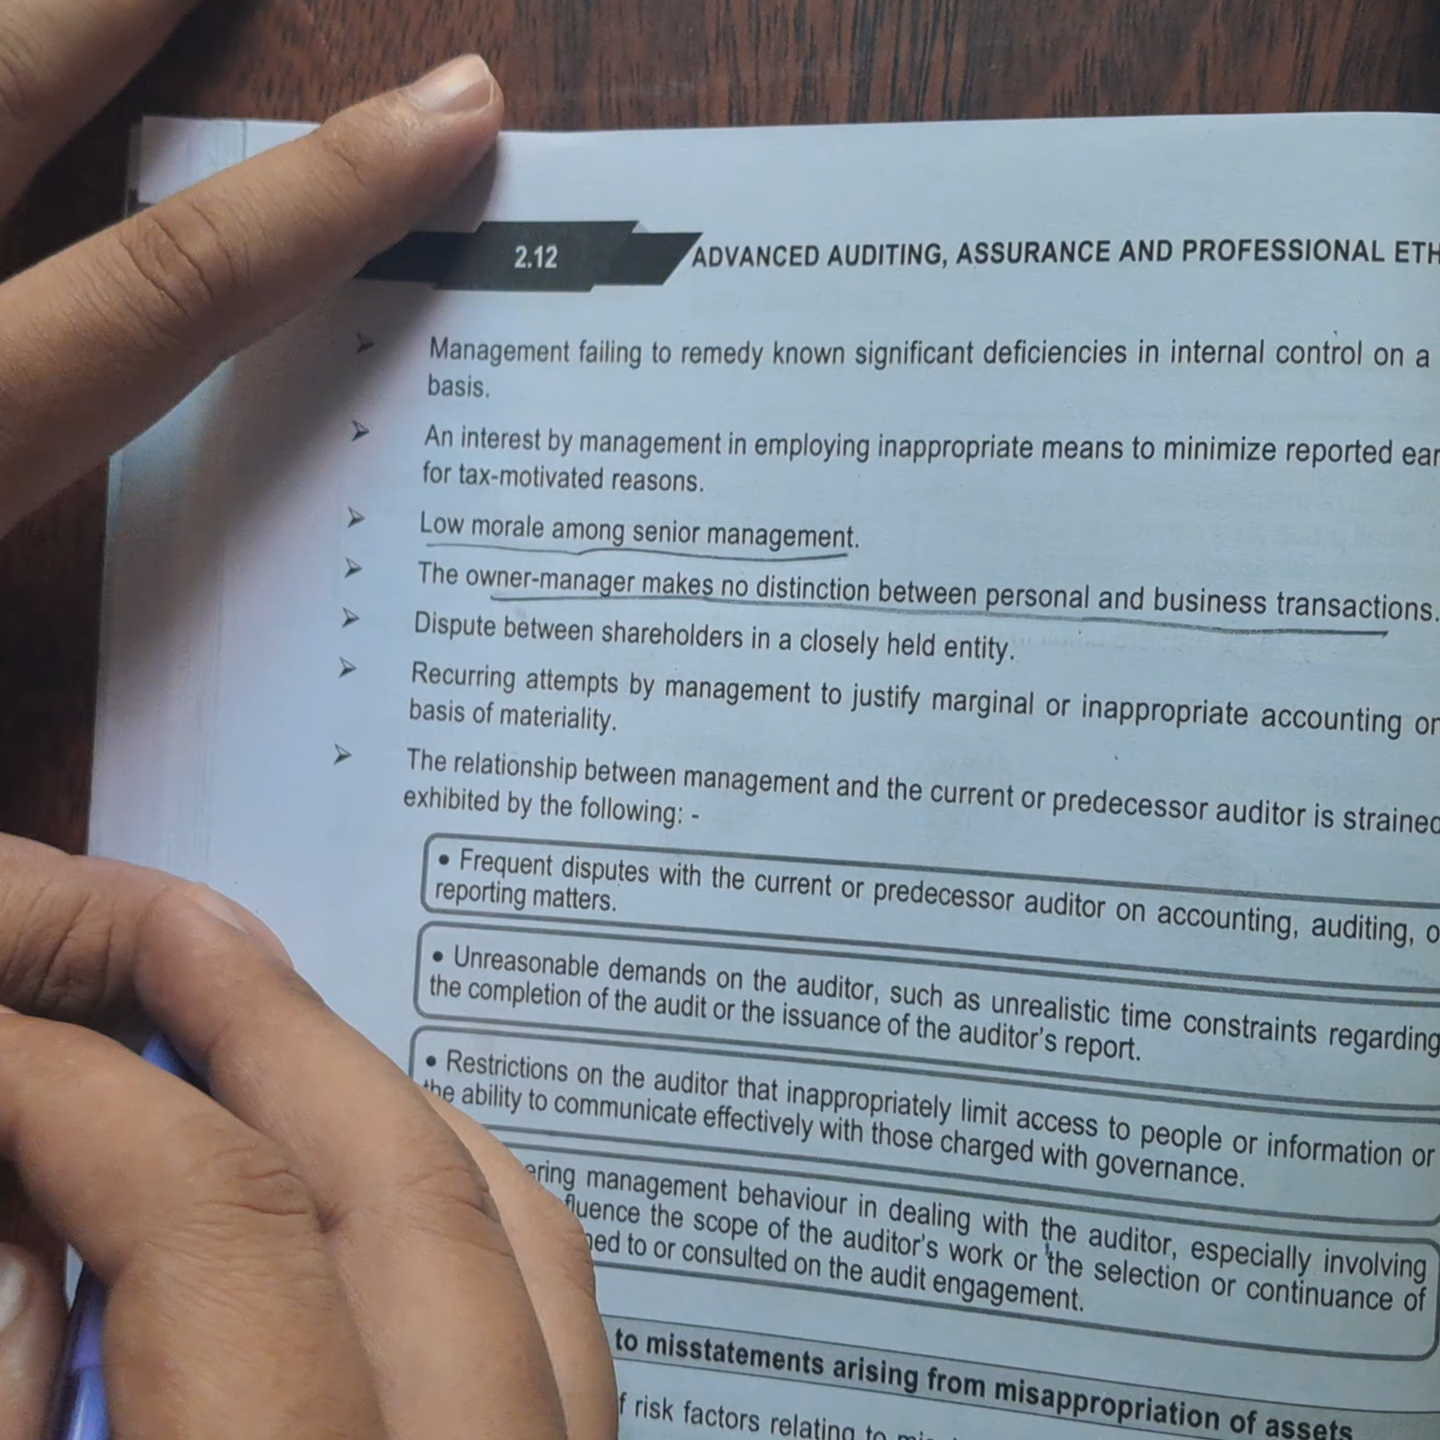 2.12
ADVANCED AUDITING, ASSURANCE AND PROFESSIONAL ETH
➢ Management failing to remedy known significant deficiencies in internal control on a
basis.
➢ An interest by management in employing inappropriate means to minimize reported ear
for tax-motivated reasons.
➢ Low morale among senior management.
➢ The owner-manager makes no distinction between personal and business transactions.
➢ Dispute between shareholders in a closely held entity.
➢ Recurring attempts by management to justify marginal or inappropriate accounting on
basis of materiality.
➢ The relationship between management and the current or predecessor auditor is strained
exhibited by the following: -
• Frequent disputes with the current or predecessor auditor on accounting, auditing, o
reporting matters.
• Unreasonable demands on the auditor, such as unrealistic time constraints regarding
the completion of the audit or the issuance of the auditor's report.
• Restrictions on the auditor that inappropriately limit access to people or information or
the ability to communicate effectively with those charged with governance.
ering management behaviour in dealing with the auditor, especially involving
fluence the scope of the auditor's work or the selection or continuance of
ned to or consulted on the audit engagement.
to misstatements arising from misappropriation of assets
f risk factors relating to